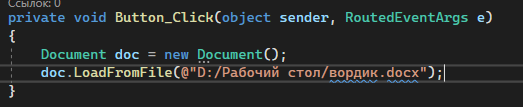 Ссылок: 0
private void Button_Click(object sender, RoutedEventArgs e)
{
Document doc = new Document();
doc.LoadFromFile(@"D:/Рабочий стол/вордик.docx");
}